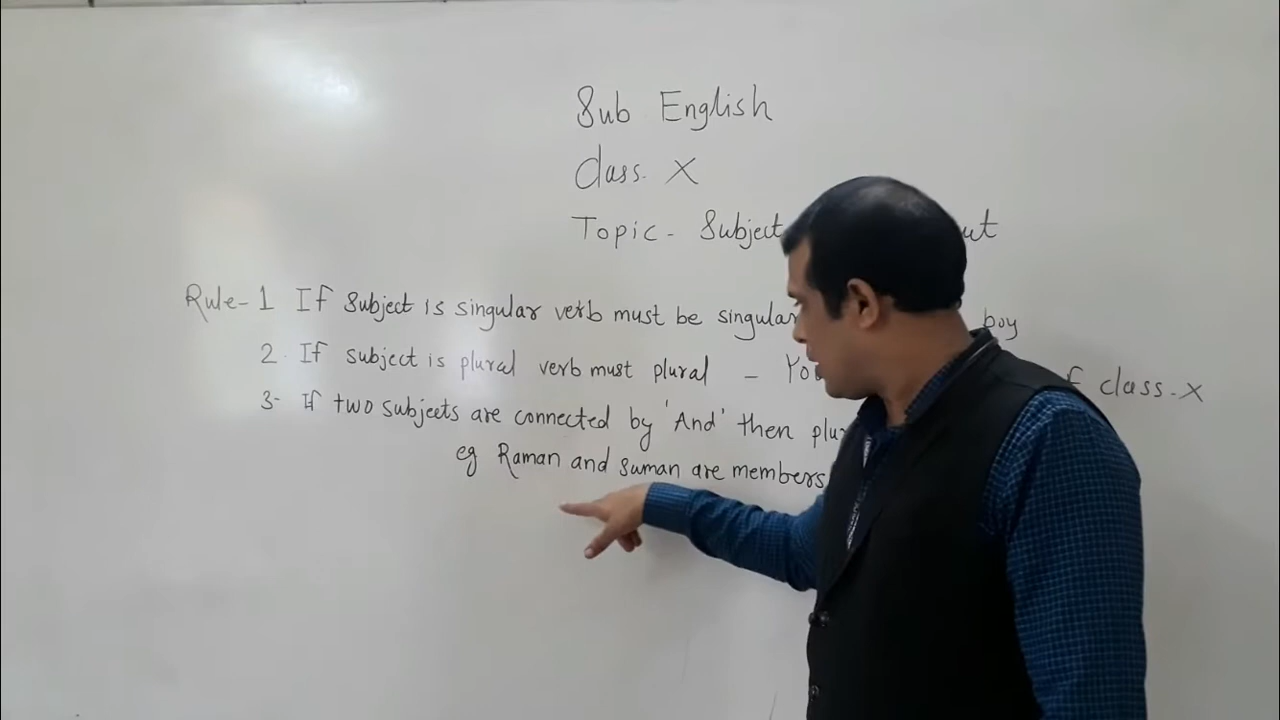 Sub English
Class. X
Topic - Subject
Rule- 1 If Subject is singular verb must be singular boy
2. If subject is plural verb must plural - class.X
3- If two subjects are connected by 'And' then
eg Raman and suman are members